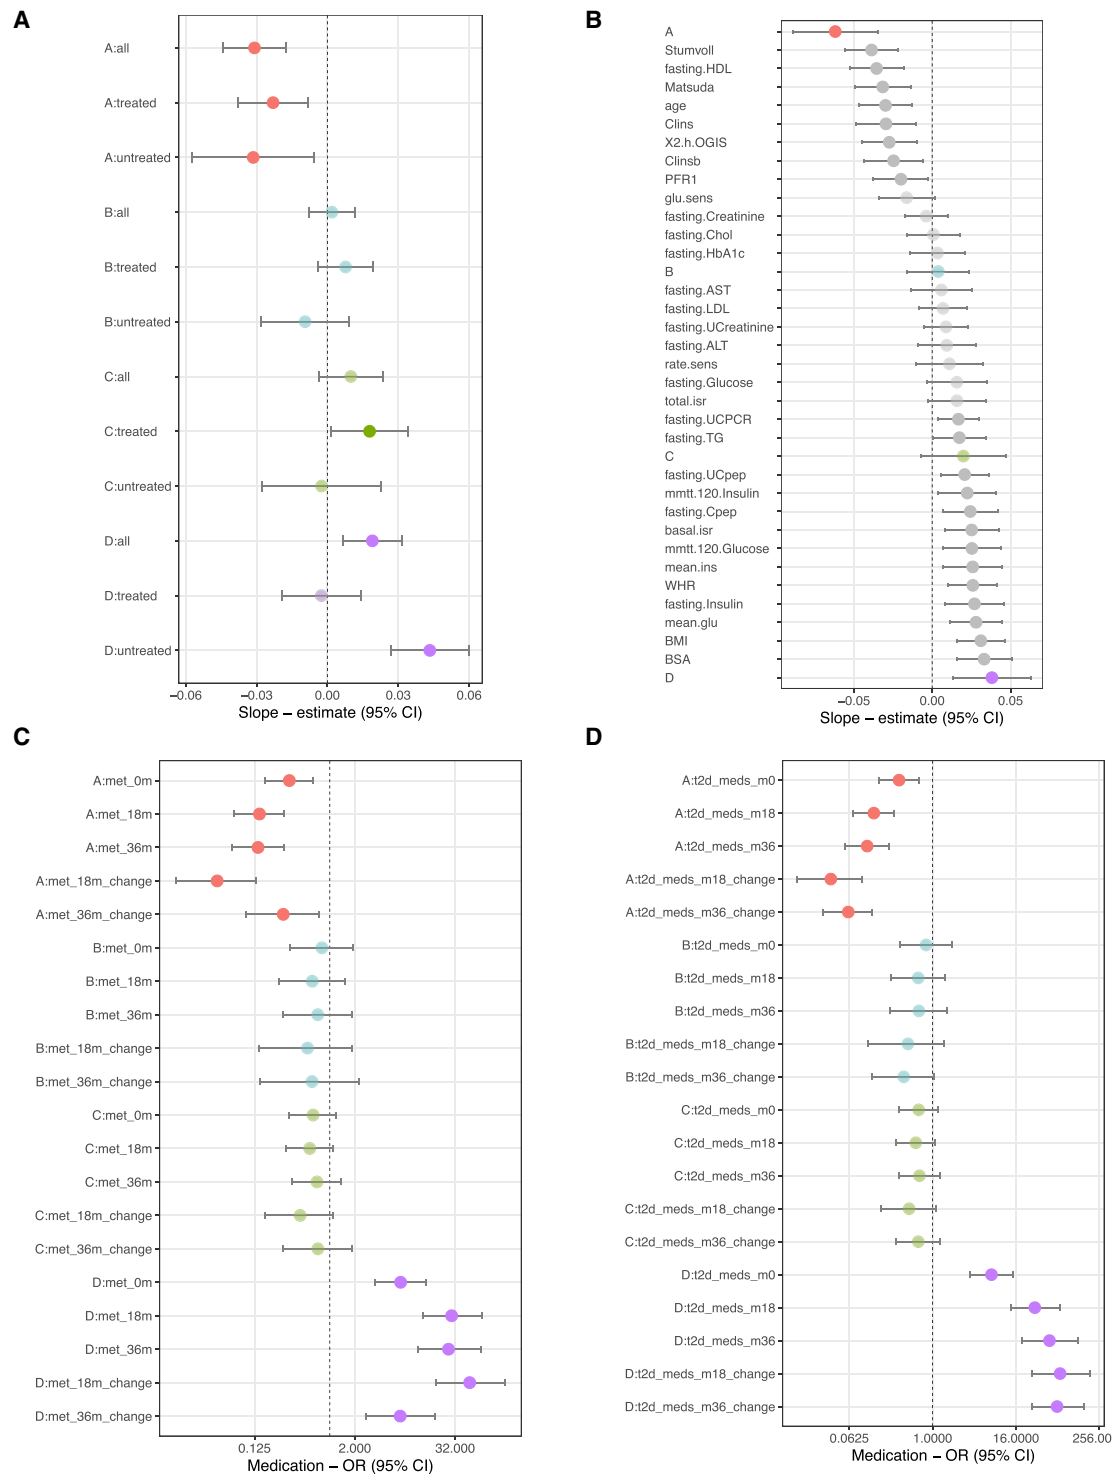 A
A:all
A:treated
A:untreated
B:all
B:treated
B:untreated
C:all
C:treated
C:untreated
D:all
D:treated
D:untreated
−0.06 −0.03 0.00 0.03 0.06
Slope − estimate (95% CI)
B
A
Stumvoll
fasting.HDL
Matsuda
age
Clins
X2.h.OGIS
Clinsb
PFR1
glu.sens
fasting.Creatinine
fasting.Chol
fasting.HbA1c
B
fasting.AST
fasting.LDL
fasting.UCreatinine
fasting.ALT
rate.sens
fasting.Glucose
total.isr
fasting.UCPCR
fasting.TG
C
fasting.UCpep
mmtt.120.Insulin
fasting.Cpep
basal.isr
mmtt.120.Glucose
mean.ins
WHR
fasting.Insulin
mean.glu
BMI
BSA
D
−0.05 0.00 0.05
Slope − estimate (95% CI)
C
A:met_0m
A:met_18m
A:met_36m
A:met_18m_change
A:met_36m_change
B:met_0m
B:met_18m
B:met_36m
B:met_18m_change
B:met_36m_change
C:met_0m
C:met_18m
C:met_36m
C:met_18m_change
C:met_36m_change
D:met_0m
D:met_18m
D:met_36m
D:met_18m_change
D:met_36m_change
0.125 2.000 32.000
Medication − OR (95% CI)
D
A:t2d_meds_m0
A:t2d_meds_m18
A:t2d_meds_m36
A:t2d_meds_m18_change
A:t2d_meds_m36_change
B:t2d_meds_m0
B:t2d_meds_m18
B:t2d_meds_m36
B:t2d_meds_m18_change
B:t2d_meds_m36_change
C:t2d_meds_m0
C:t2d_meds_m18
C:t2d_meds_m36
C:t2d_meds_m18_change
C:t2d_meds_m36_change
D:t2d_meds_m0
D:t2d_meds_m18
D:t2d_meds_m36
D:t2d_meds_m18_change
D:t2d_meds_m36_change
0.0625 1.0000 16.0000 256.00
Medication − OR (95% CI)